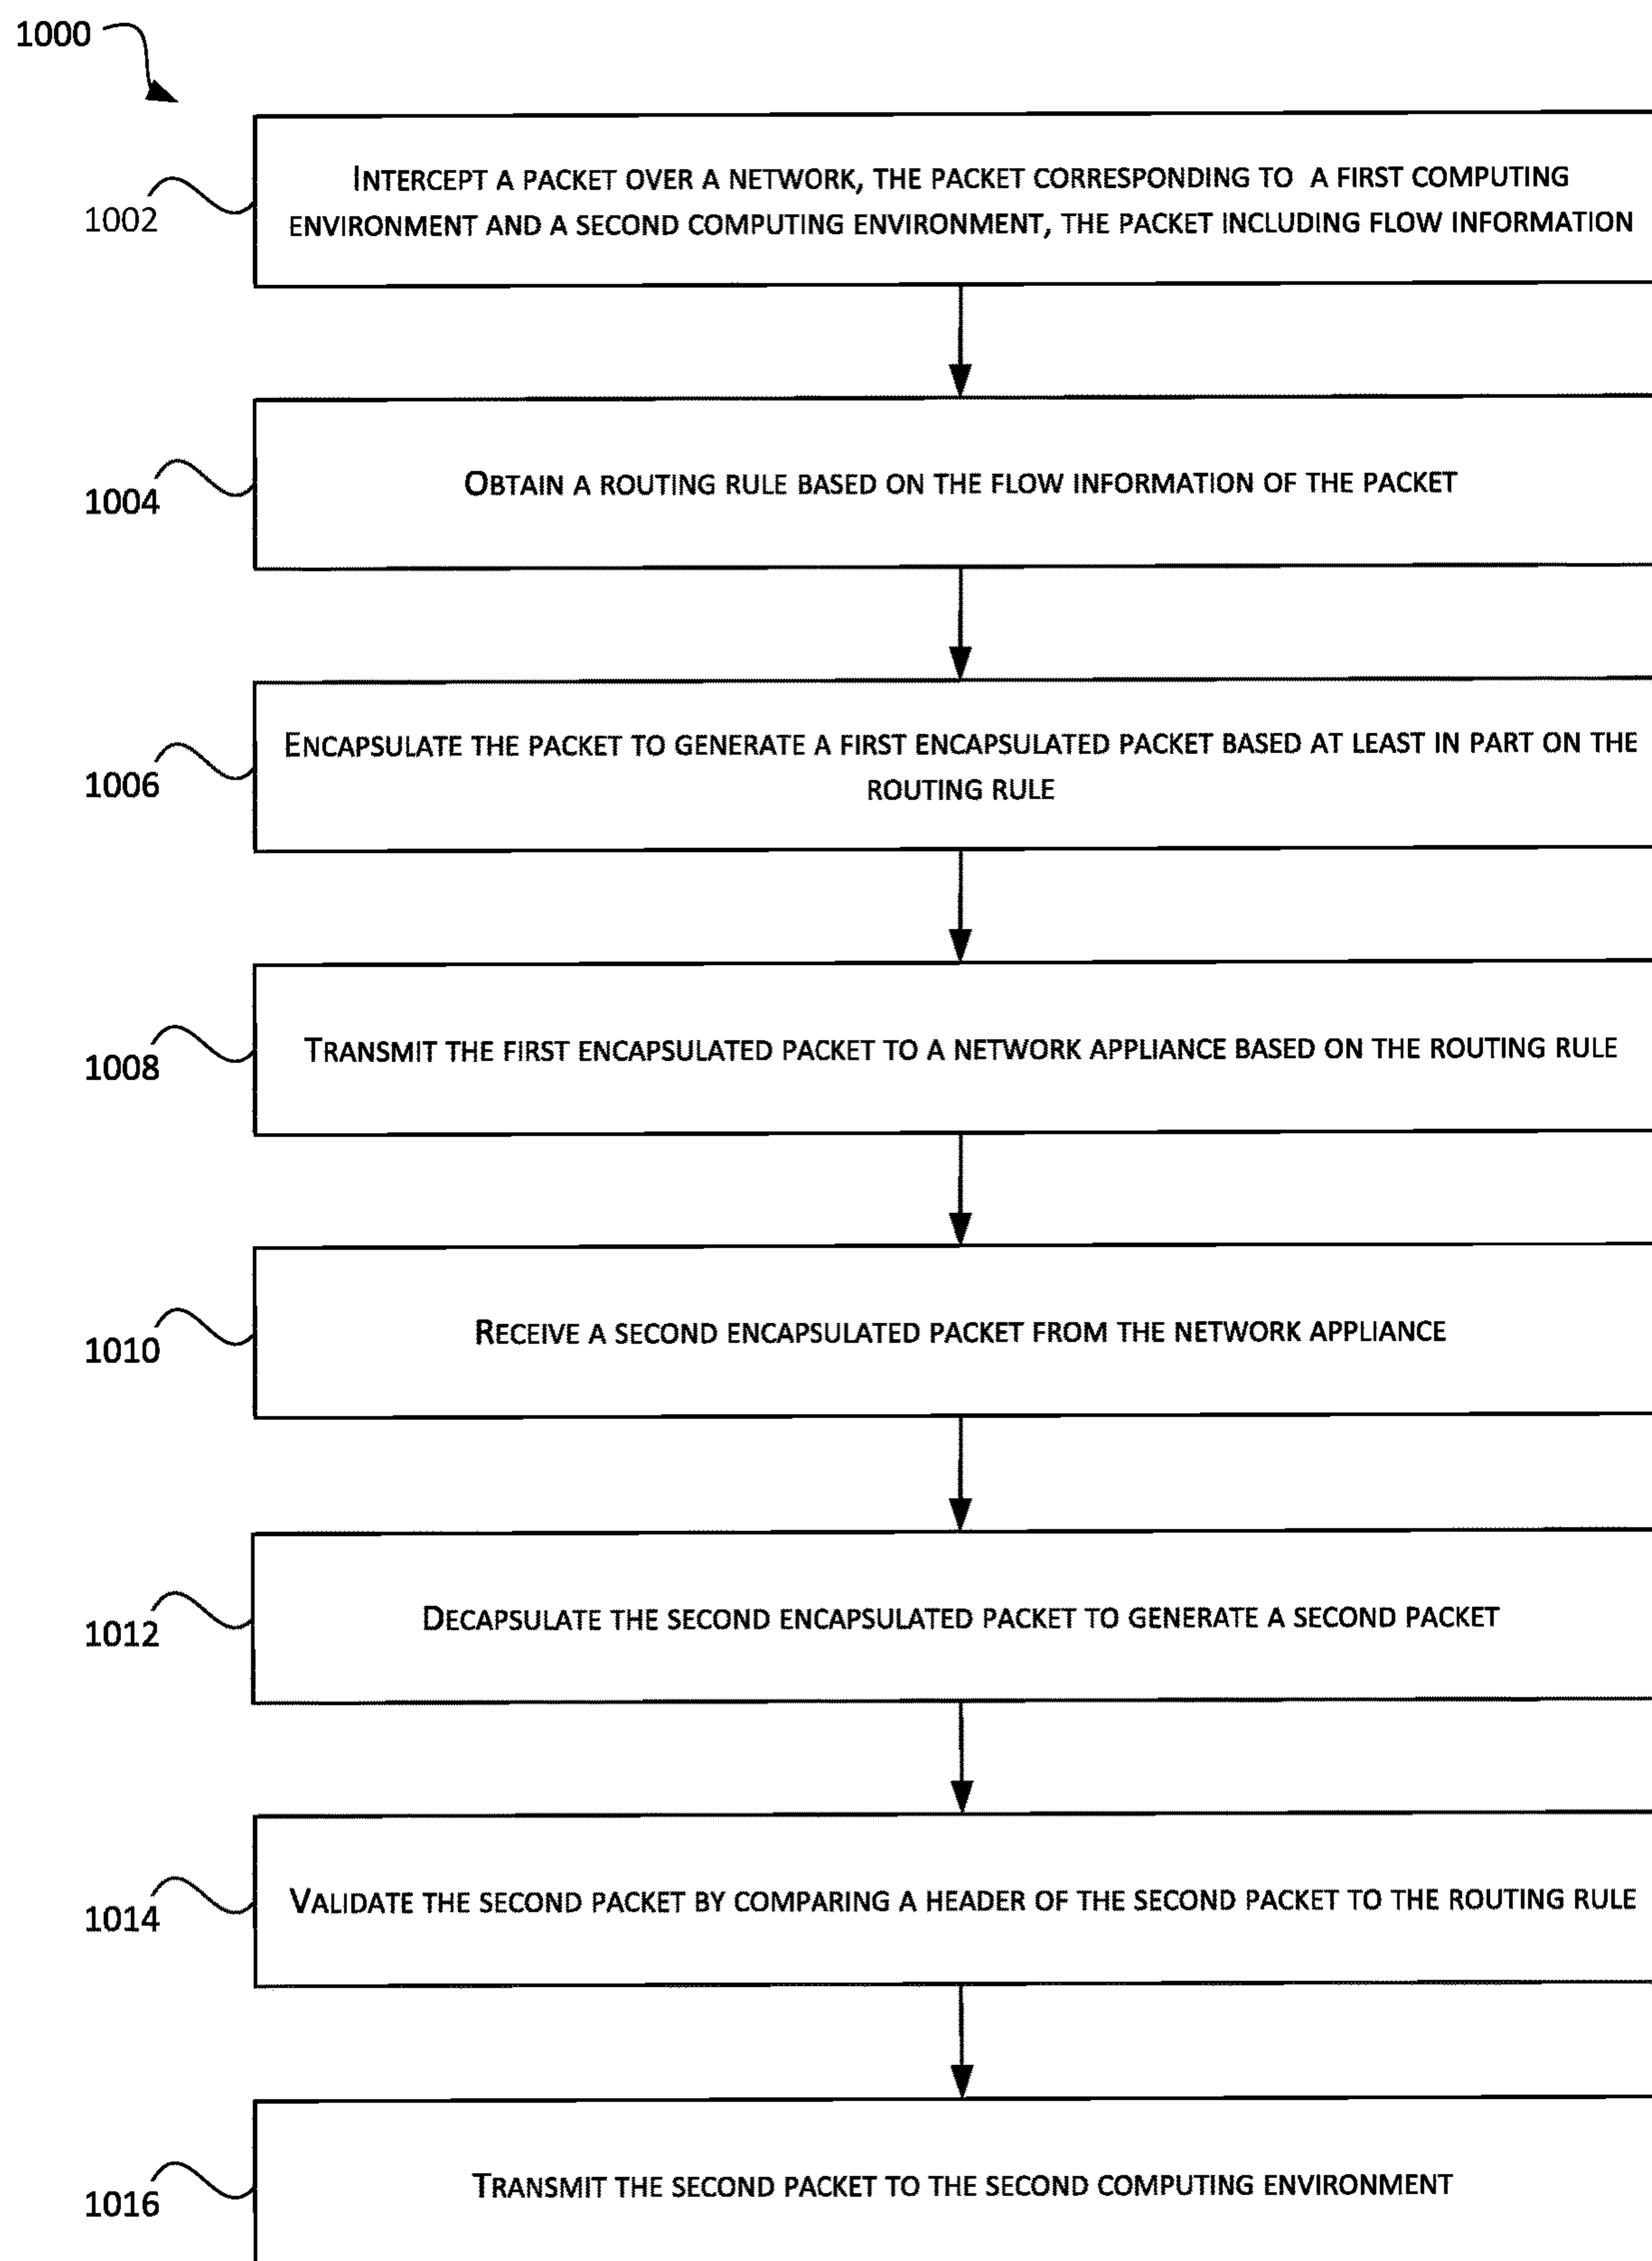 1000
INTERCEPT A PACKET OVER A NETWORK, THE PACKET CORRESPONDING TO A FIRST COMPUTING
ENVIRONMENT AND A SECOND COMPUTING ENVIRONMENT, THE PACKET INCLUDING FLOW INFORMATION
1002
OBTAIN A ROUTING RULE BASED ON THE FLOW INFORMATION OF THE PACKET
1004
ENCAPSULATE THE PACKET TO GENERATE A FIRST ENCAPSULATED PACKET BASED AT LEAST IN PART ON THE
ROUTING RULE
1006
TRANSMIT THE FIRST ENCAPSULATED PACKET TO A NETWORK APPLIANCE BASED ON THE ROUTING RULE
1008
RECEIVE A SECOND ENCAPSULATED PACKET FROM THE NETWORK APPLIANCE
1010
DECAPSULATE THE SECOND ENCAPSULATED PACKET TO GENERATE A SECOND PACKET
1012
VALIDATE THE SECOND PACKET BY COMPARING A HEADER OF THE SECOND PACKET TO THE ROUTING RULE
1014
TRANSMIT THE SECOND PACKET TO THE SECOND COMPUTING ENVIRONMENT
1016